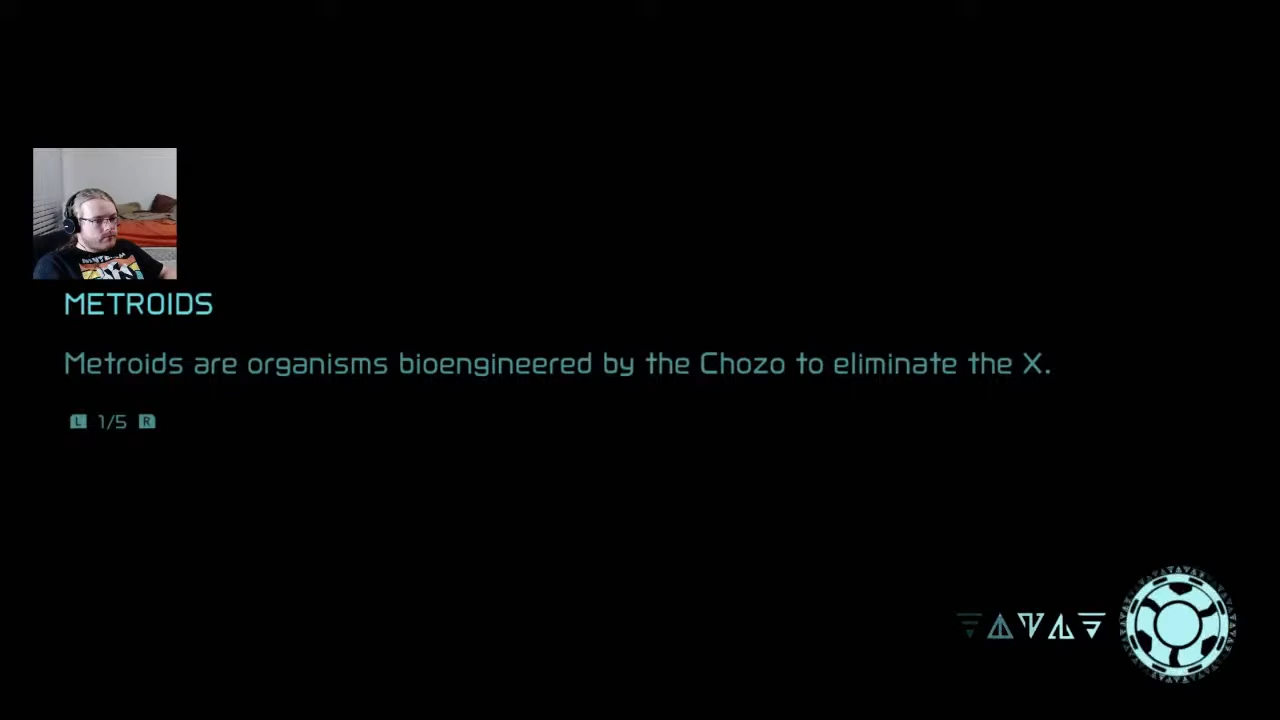 METROIDS
Metroids are organisms bioengineered by the Chozo to eliminate the X.
L 1/5 R